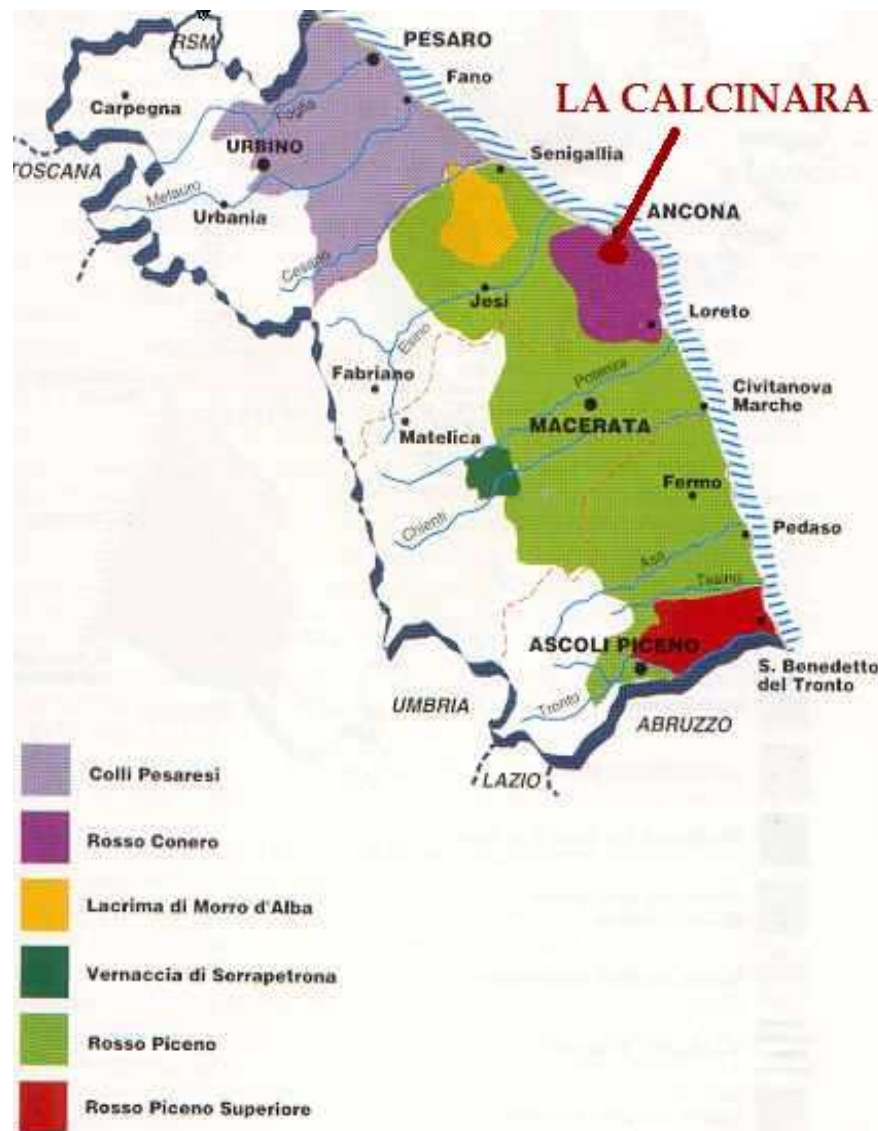 RSM
PESARO
Fano
Carpegna
Foglia
LA CALCINARA
URBINO
TOSCANA
Senigallia
Metauro
Urbania
ANCONA
Cesano
Jesi
Loreto
Esino
Fabriano
Potenza
Civitanova
Marche
MACERATA
Matelica
Fermo
Chienti
Pedaso
Aso
Tesino
ASCOLI PICENO
S. Benedetto
del Tronto
UMBRIA
Tronto
ABRUZZO
LAZIO
Colli Pesaresi
Rosso Conero
Lacrima di Morro d'Alba
Vernaccia di Serrapetrona
Rosso Piceno
Rosso Piceno Superiore